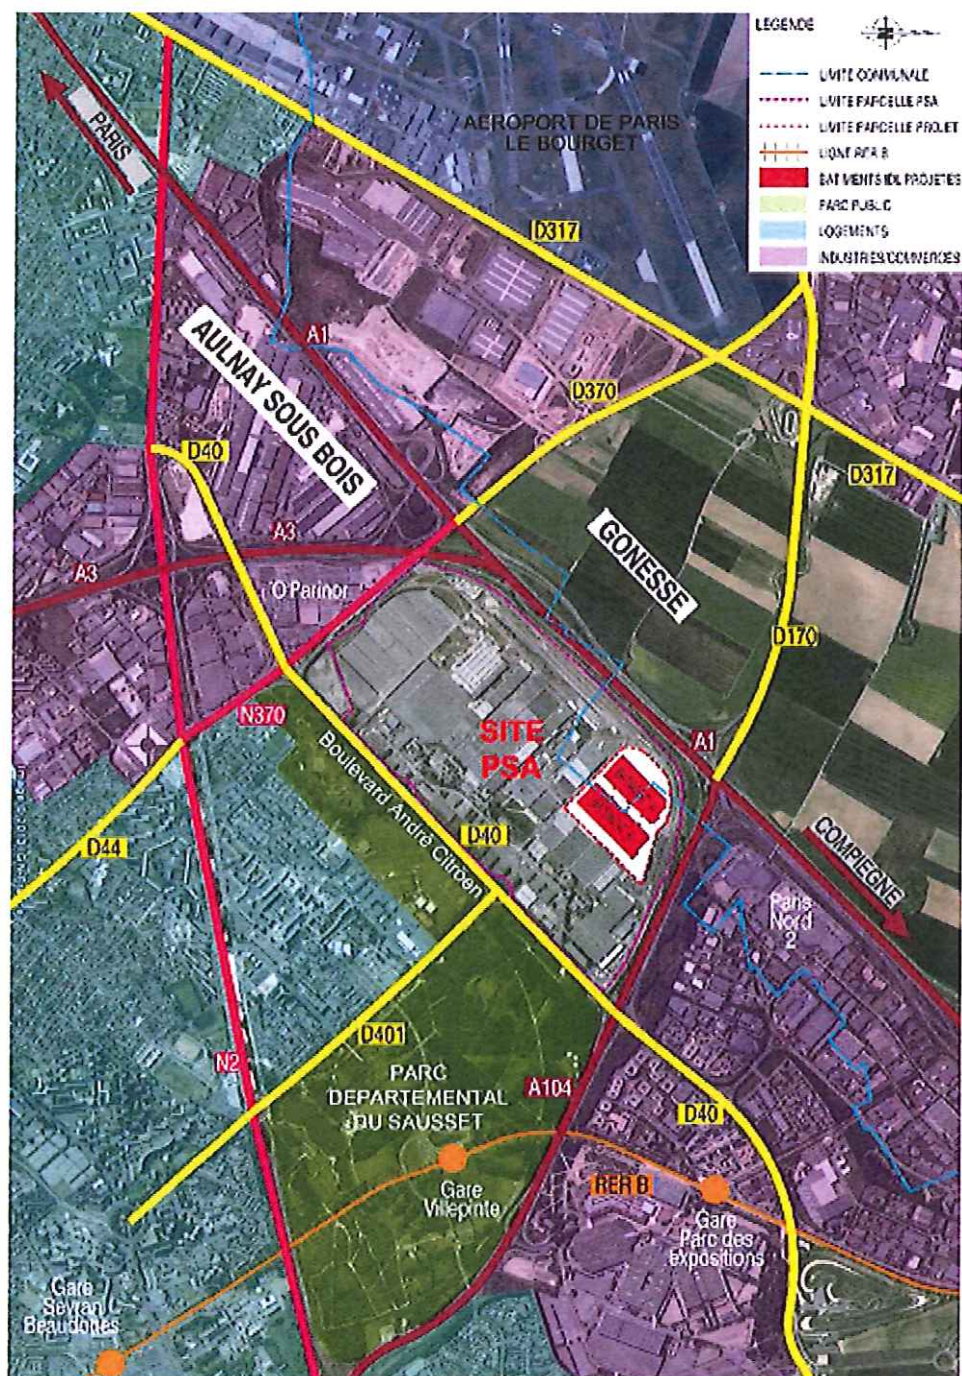 LEGENDE
LIMITE COMMUNALE
LIMITE PARCELLE PSA
LIMITE PARCELLE PROJET
LIGNE RER B
BATIMENTS IDL PROJETES
PARC PUBLIC
LOGEMENTS
INDUSTRIES/COMMERCES
PARIS
AEROPORT DE PARIS
LE BOURGET
D317
A1
AULNAY SOUS BOIS
D370
D40
D317
A3
A3
GONESSE
O'Parinor
D170
N370
SITE
PSA
A1
Boulevard André Citroen
D44
D40
COMPIEGNE
Paris
Nord
2
D401
N2
PARC
DEPARTEMENTAL
DU SAUSSET
A104
D40
Gare
Villepinte
RER B
Gare
Parc des
expositions
Gare
Sevran
Beaudottes